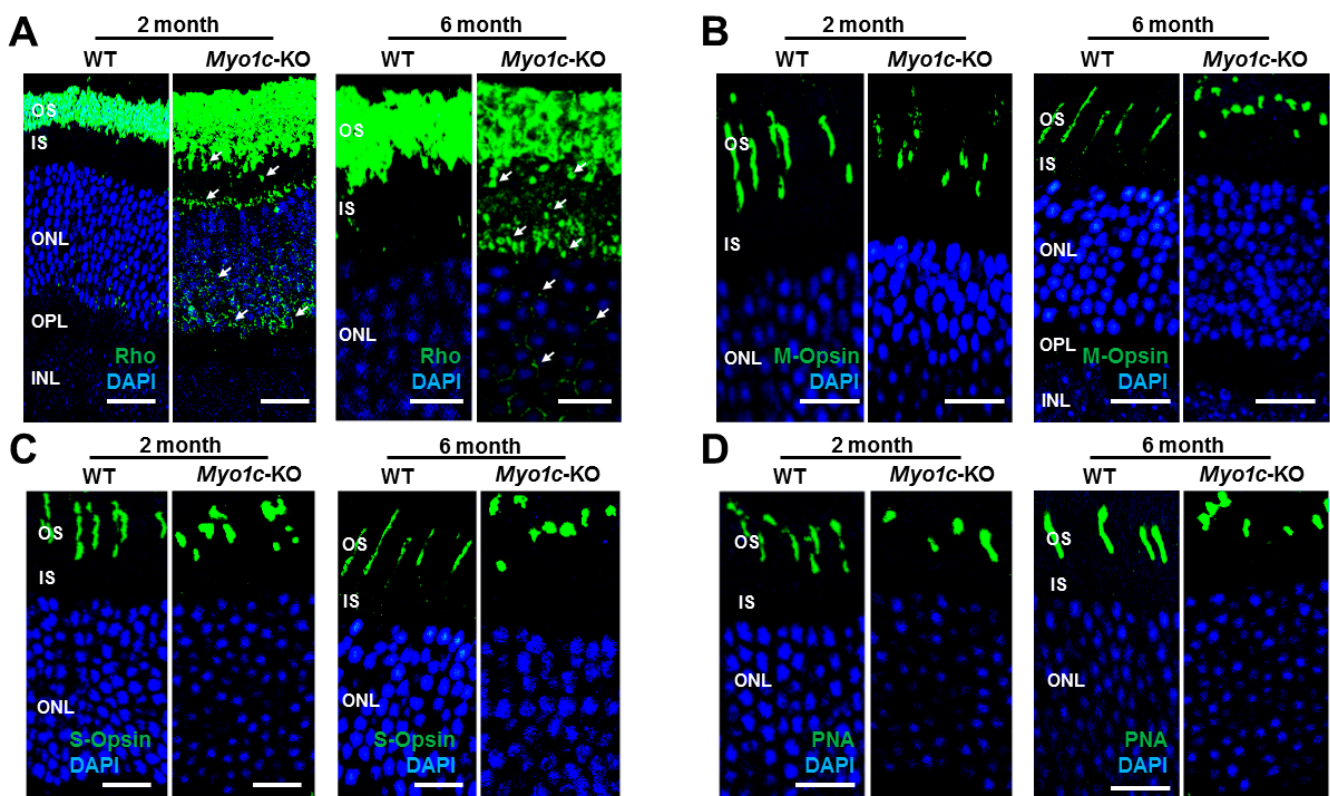 A
2 month
6 month
WT
Myo1c-KO
WT
Myo1c-KO
OS
IS
ONL
OPL
INL
Rho
DAPI
OS
IS
ONL
Rho
DAPI
B
2 month
6 month
WT
Myo1c-KO
WT
Myo1c-KO
OS
IS
ONL
M-Opsin
DAPI
OS
IS
ONL
OPL
INL
M-Opsin
DAPI
C
2 month
6 month
WT
Myo1c-KO
WT
Myo1c-KO
OS
IS
ONL
S-Opsin
DAPI
OS
IS
ONL
S-Opsin
DAPI
D
2 month
6 month
WT
Myo1c-KO
WT
Myo1c-KO
OS
IS
ONL
PNA
DAPI
OS
IS
ONL
PNA
DAPI